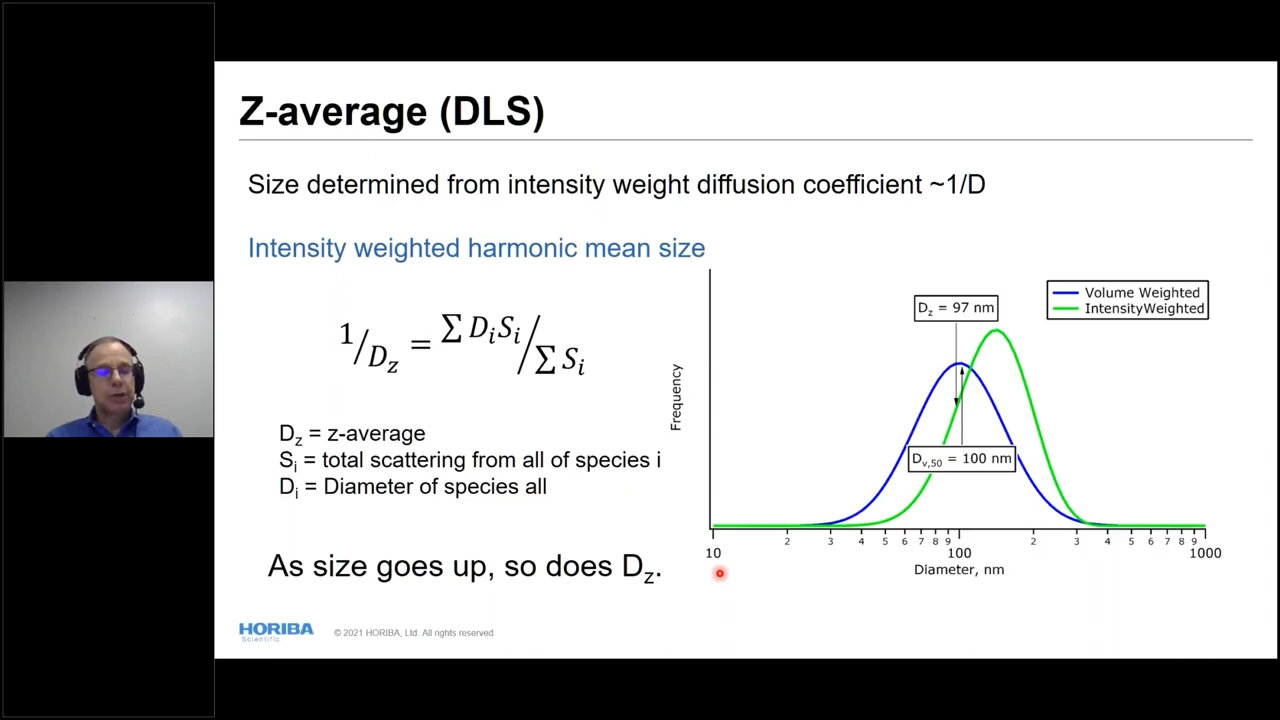 Z-average (DLS)
Size determined from intensity weight diffusion coefficient ~1/D
Intensity weighted harmonic mean size
1/D_z = ∑ D_i S_i / ∑ S_i
D_z = z-average
S_i = total scattering from all of species i
D_i = Diameter of species all
As size goes up, so does D_z.
Volume Weighted
IntensityWeighted
D_z = 97 nm
D_v,50 = 100 nm
Frequency
2 3 4 5 6 7 8 9 2 3 4 5 6 7 8 9
10 100 1000
Diameter, nm
HORIBA
Scientific
© 2021 HORIBA, Ltd. All rights reserved.